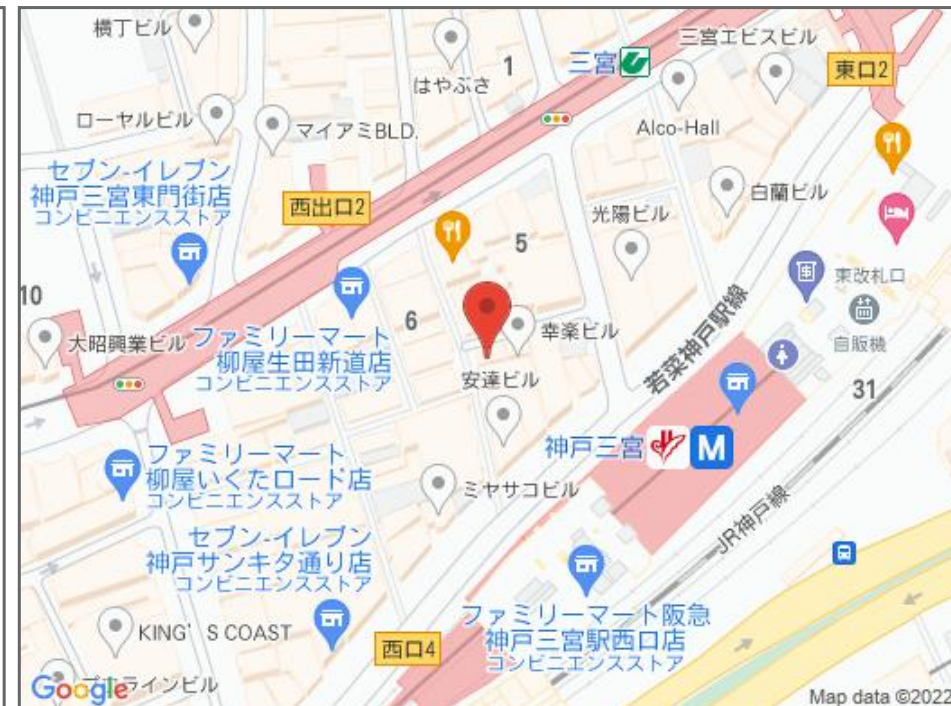 横丁ビル
はやぶさ
1
三宮
三宮エビスビル
東口2
ローヤルビル
マイアミBLD.
Alco-Hall
セブン-イレブン
神戸三宮東門街店
コンビニエンスストア
西出口2
白蘭ビル
光陽ビル
5
東改札口
自販機
10
大昭興業ビル
ファミリーマート
柳屋生田新道店
コンビニエンスストア
6
幸楽ビル
安達ビル
若菜神戸駅線
31
神戸三宮
M
ファミリーマート
柳屋いくたロード店
コンビニエンスストア
ミヤサコビル
JR神戸線
セブン-イレブン
神戸サンキタ通り店
コンビニエンスストア
KING'S COAST
西口4
ファミリーマート阪急
神戸三宮駅西口店
コンビニエンスストア
Google
ラインビル
Map data ©2022